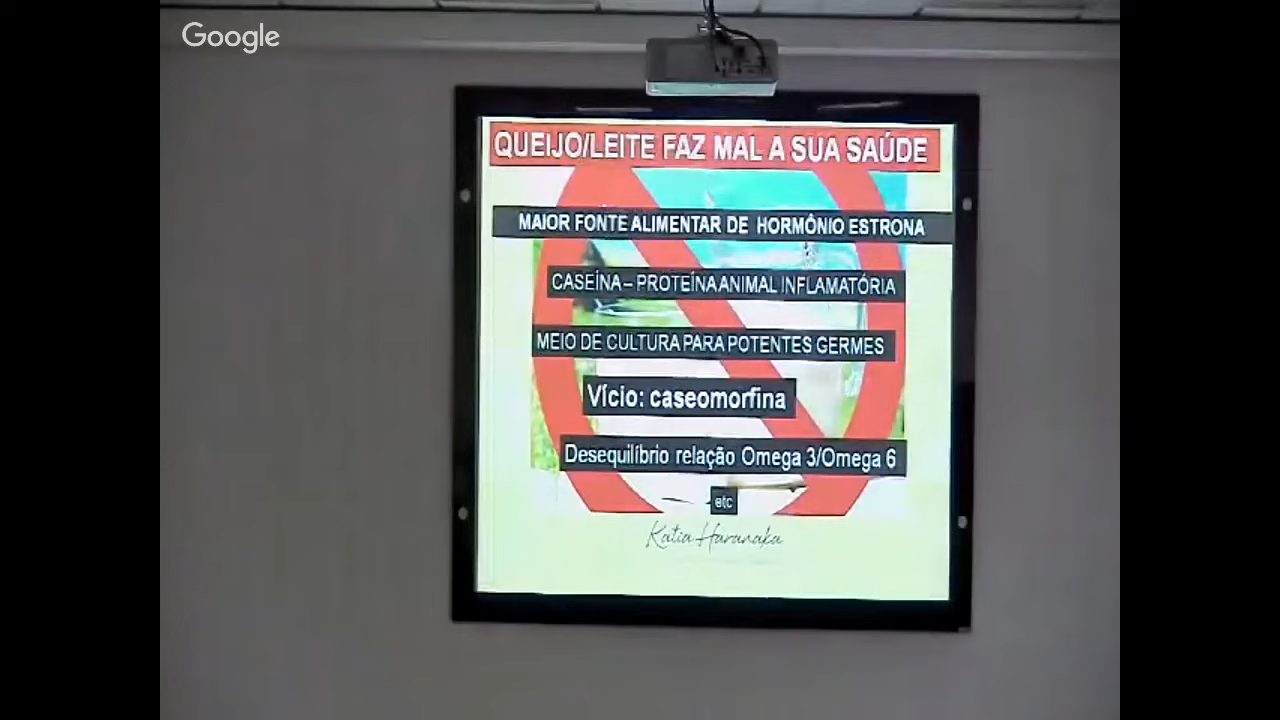 Google
QUEIJO/LEITE FAZ MAL A SUA SAÚDE
MAIOR FONTE ALIMENTAR DE HORMÔNIO ESTRONA
CASEÍNA – PROTEÍNA ANIMAL INFLAMATÓRIA
MEIO DE CULTURA PARA POTENTES GERMES
Vício: caseomorfina
Desequilíbrio relação Omega 3/Omega 6
etc
Katia Haranaka